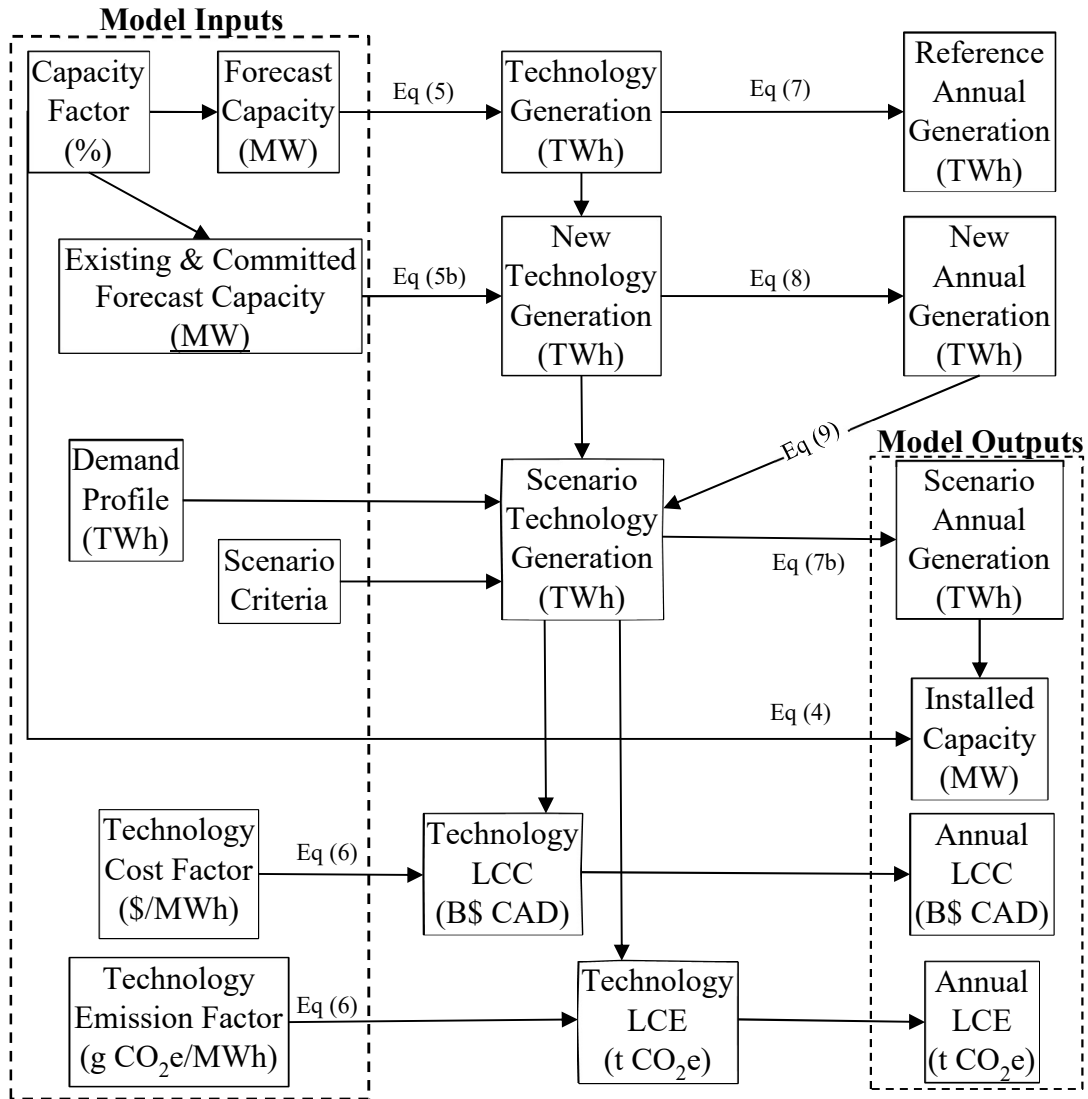 Model Inputs
Capacity
Factor
(%)
Forecast
Capacity
(MW)
Eq (5)
Technology
Generation
(TWh)
Eq (7)
Reference
Annual
Generation
(TWh)
Existing & Committed
Forecast Capacity
(MW)
Eq (5b)
New
Technology
Generation
(TWh)
Eq (8)
New
Annual
Generation
(TWh)
Eq (9)
Demand
Profile
(TWh)
Scenario
Criteria
Scenario
Technology
Generation
(TWh)
Eq (7b)
Model Outputs
Scenario
Annual
Generation
(TWh)
Eq (4)
Installed
Capacity
(MW)
Technology
Cost Factor
($/MWh)
Eq (6)
Technology
LCC
(B$ CAD)
Annual
LCC
(B$ CAD)
Technology
Emission Factor
(g CO₂e/MWh)
Eq (6)
Technology
LCE
(t CO₂e)
Annual
LCE
(t CO₂e)